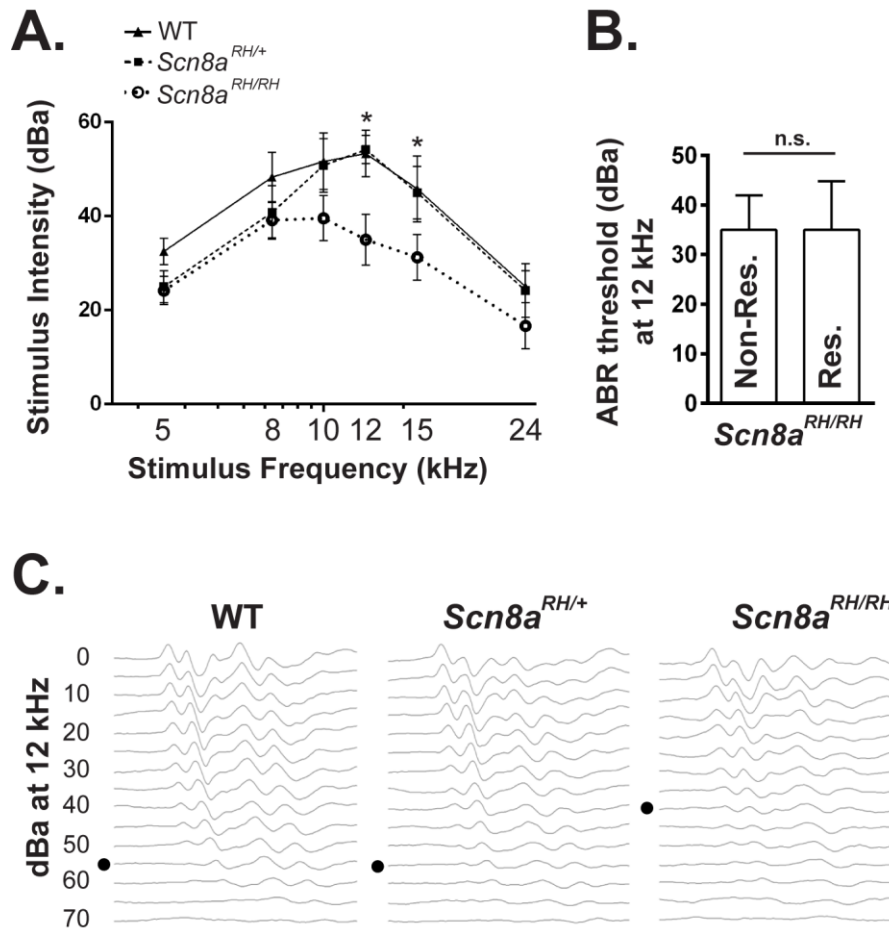 A.
WT
Scn8a^RH/+
Scn8a^RH/RH
Stimulus Intensity (dBa)
60
40
20
0
* *
5 8 10 12 15 24
Stimulus Frequency (kHz)
B.
n.s.
ABR threshold (dBa)
at 12 kHz
50
40
30
20
10
0
Non-Res.
Res.
Scn8a^RH/RH
C.
WT Scn8a^RH/+ Scn8a^RH/RH
dBa at 12 kHz
0
10
20
30
40
50
60
70